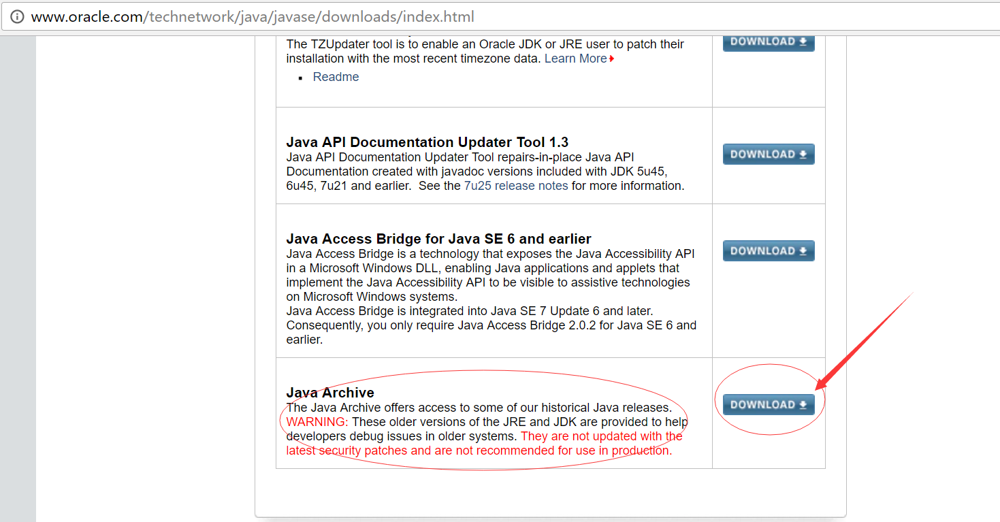 www.oracle.com/technetwork/java/javase/downloads/index.html
The TZUpdater tool is to enable an Oracle JDK or JRE user to patch their
installation with the most recent timezone data. Learn More
Readme
DOWNLOAD
Java API Documentation Updater Tool 1.3
Java API Documentation Updater Tool repairs-in-place Java API
Documentation created with javadoc versions included with JDK 5u45,
6u45, 7u21 and earlier.  See the 7u25 release notes for more information.
DOWNLOAD
Java Access Bridge for Java SE 6 and earlier
Java Access Bridge is a technology that exposes the Java Accessibility API
in a Microsoft Windows DLL, enabling Java applications and applets that
implement the Java Accessibility API to be visible to assistive technologies
on Microsoft Windows systems.
Java Access Bridge is integrated into Java SE 7 Update 6 and later.
Consequently, you only require Java Access Bridge 2.0.2 for Java SE 6 and
earlier.
DOWNLOAD
Java Archive
The Java Archive offers access to some of our historical Java releases.
WARNING: These older versions of the JRE and JDK are provided to help
developers debug issues in older systems. They are not updated with the
latest security patches and are not recommended for use in production.
DOWNLOAD